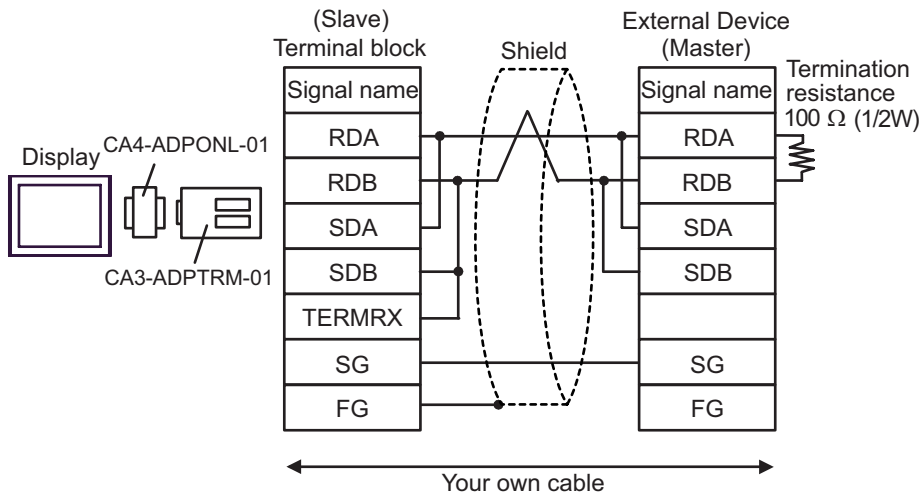 (Slave)
Terminal block
Shield
External Device
(Master)
Termination
resistance
100 Ω (1/2W)
Display
CA4-ADPONL-01
CA3-ADPTRM-01
Signal name
RDA
RDB
SDA
SDB
TERMRX
SG
FG
Signal name
RDA
RDB
SDA
SDB
SG
FG
Your own cable